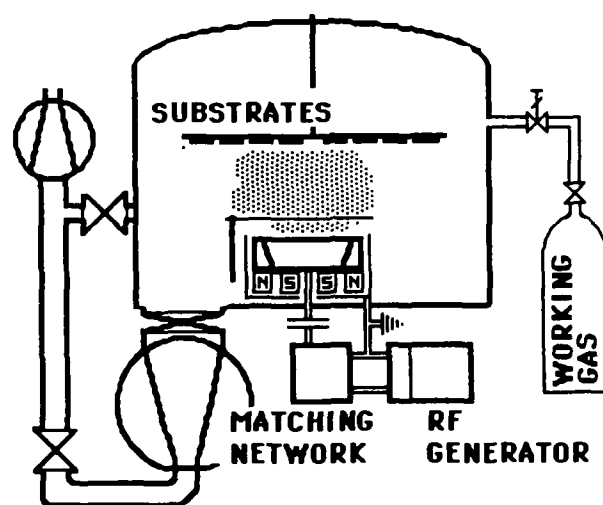 SUBSTRATES
N S S N
WORKING
GAS
MATCHING
NETWORK
RF
GENERATOR